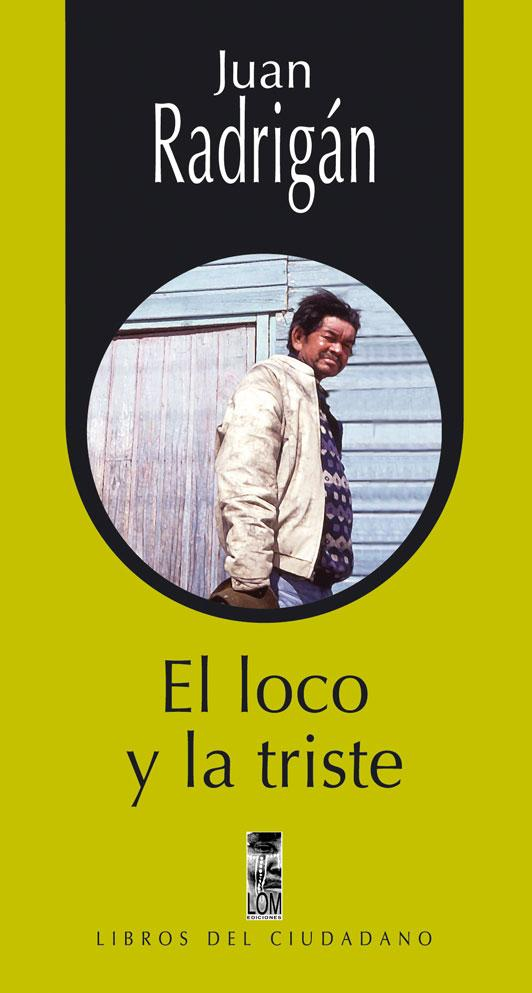 Juan
Radrigán
El loco
y la triste
LOM
EDICIONES
LIBROS DEL CIUDADANO